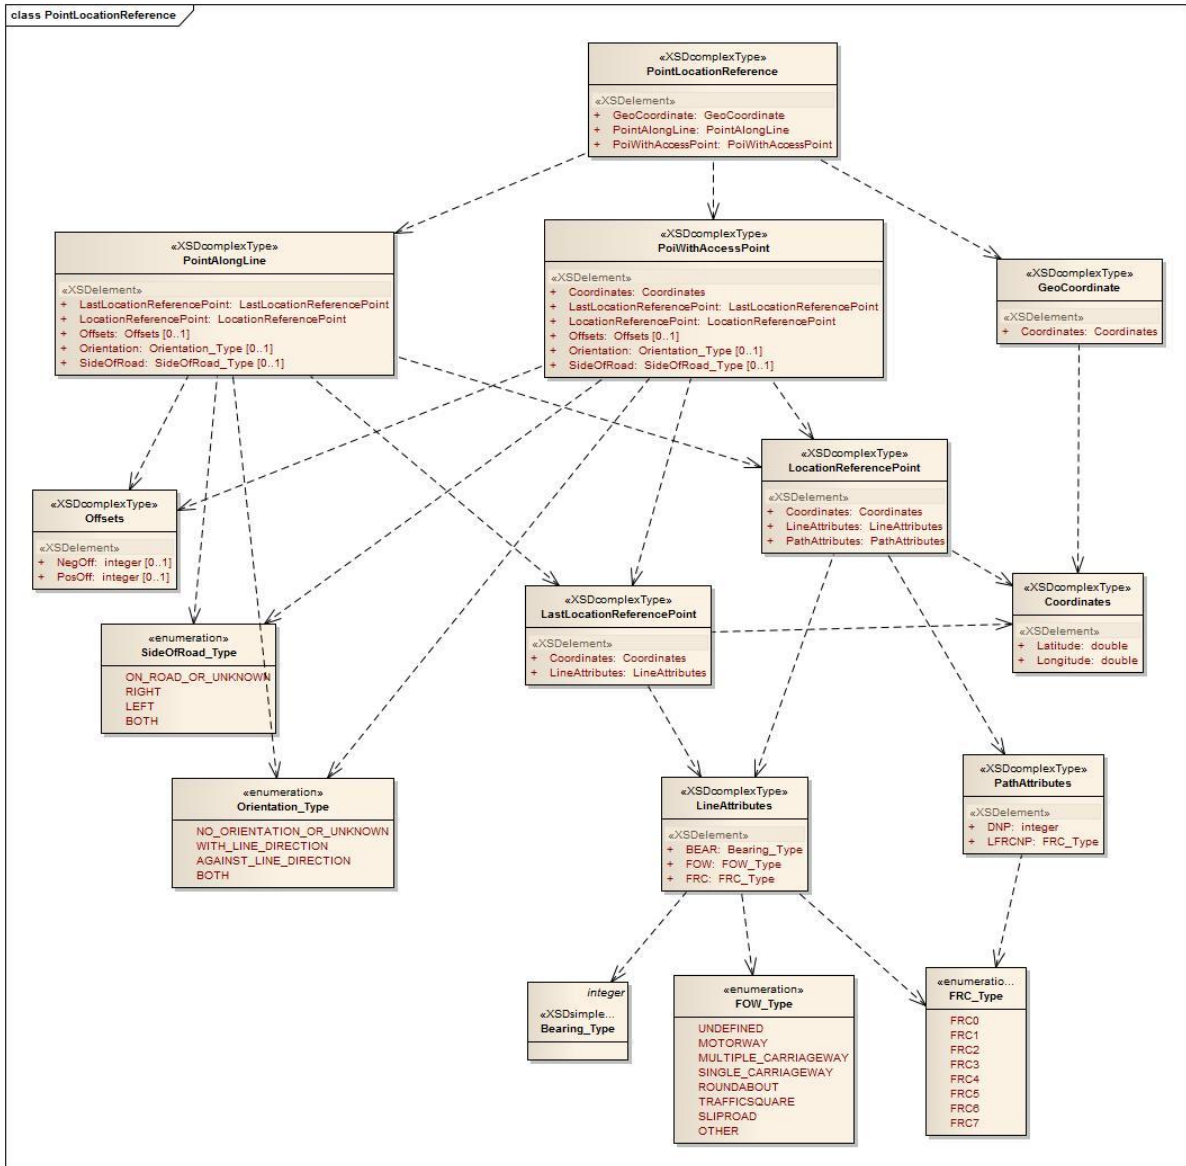 class PointLocationReference
«XSDcomplexType»
PointLocationReference
«XSDelement»
+ GeoCoordinate: GeoCoordinate
+ PointAlongLine: PointAlongLine
+ PoiWithAccessPoint: PoiWithAccessPoint
«XSDcomplexType»
PointAlongLine
«XSDelement»
+ LastLocationReferencePoint: LastLocationReferencePoint
+ LocationReferencePoint: LocationReferencePoint
+ Offsets: Offsets [0..1]
+ Orientation: Orientation_Type [0..1]
+ SideOfRoad: SideOfRoad_Type [0..1]
«XSDcomplexType»
PoiWithAccessPoint
«XSDelement»
+ Coordinates: Coordinates
+ LastLocationReferencePoint: LastLocationReferencePoint
+ LocationReferencePoint: LocationReferencePoint
+ Offsets: Offsets [0..1]
+ Orientation: Orientation_Type [0..1]
+ SideOfRoad: SideOfRoad_Type [0..1]
«XSDcomplexType»
GeoCoordinate
«XSDelement»
+ Coordinates: Coordinates
«XSDcomplexType»
LocationReferencePoint
«XSDelement»
+ Coordinates: Coordinates
+ LineAttributes: LineAttributes
+ PathAttributes: PathAttributes
«XSDcomplexType»
Offsets
«XSDelement»
+ NegOff: integer [0..1]
+ PosOff: integer [0..1]
«XSDcomplexType»
LastLocationReferencePoint
«XSDelement»
+ Coordinates: Coordinates
+ LineAttributes: LineAttributes
«XSDcomplexType»
Coordinates
«XSDelement»
+ Latitude: double
+ Longitude: double
«enumeration»
SideOfRoad_Type
ON_ROAD_OR_UNKNOWN
RIGHT
LEFT
BOTH
«enumeration»
Orientation_Type
NO_ORIENTATION_OR_UNKNOWN
WITH_LINE_DIRECTION
AGAINST_LINE_DIRECTION
BOTH
«XSDcomplexType»
LineAttributes
«XSDelement»
+ BEAR: Bearing_Type
+ FOW: FOW_Type
+ FRC: FRC_Type
«XSDcomplexType»
PathAttributes
«XSDelement»
+ DNP: integer
+ LFRCNP: FRC_Type
integer
«XSDsimple...
Bearing_Type
«enumeration»
FOW_Type
UNDEFINED
MOTORWAY
MULTIPLE_CARRIAGEWAY
SINGLE_CARRIAGEWAY
ROUNDABOUT
TRAFFICSQUARE
SLIPROAD
OTHER
«enumeratio...
FRC_Type
FRC0
FRC1
FRC2
FRC3
FRC4
FRC5
FRC6
FRC7